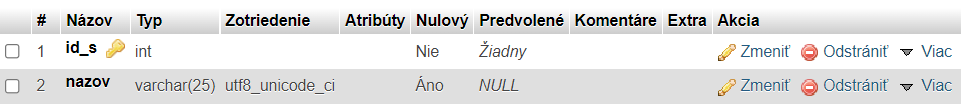 # Názov Typ Zotriedenie Atribúty Nulový Predvolené Komentáre Extra Akcia
1 id_s int Nie Žiadny Zmeniť Odstrániť Viac
2 nazov varchar(25) utf8_unicode_ci Áno NULL Zmeniť Odstrániť Viac